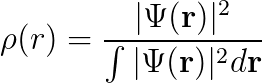 ρ(r) = |Ψ(𝐫)|² / ∫ |Ψ(𝐫)|² d𝐫